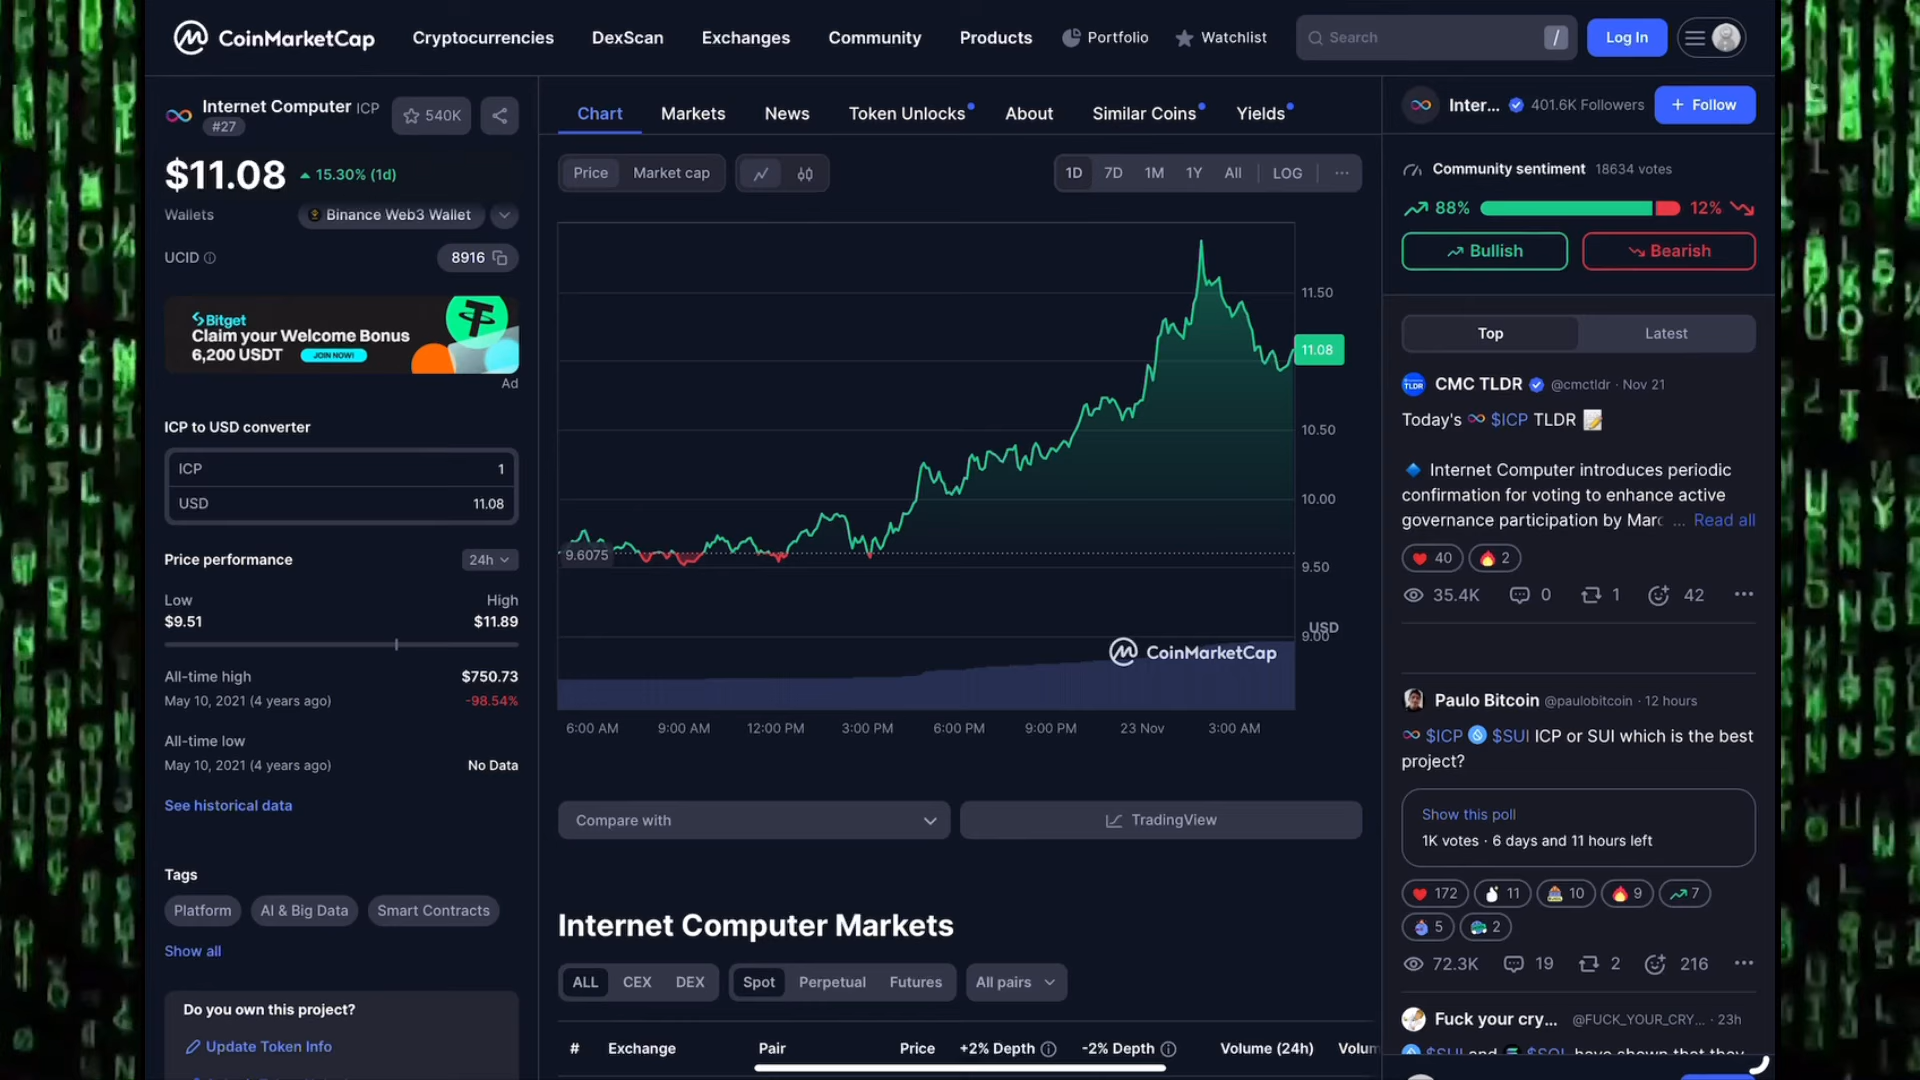 CoinMarketCap
Cryptocurrencies
DexScan
Exchanges
Community
Products
Portfolio
Watchlist
Search
/
Log In
Internet Computer ICP
#27
540K
$11.08
15.30% (1d)
Wallets
Binance Web3 Wallet
UCID
8916
Bitget
Claim your Welcome Bonus
6,200 USDT
JOIN NOW!
Ad
ICP to USD converter
ICP 1
USD 11.08
Price performance
24h
Low High
$9.51 $11.89
All-time high $750.73
May 10, 2021 (4 years ago) -98.54%
All-time low
May 10, 2021 (4 years ago) No Data
See historical data
Tags
Platform
AI & Big Data
Smart Contracts
Show all
Do you own this project?
Update Token Info
Chart
Markets
News
Token Unlocks
About
Similar Coins
Yields
Price
Market cap
1D
7D
1M
1Y
All
LOG
...
11.50
11.08
10.50
10.00
9.6075
9.50
USD
9.00
CoinMarketCap
6:00 AM
9:00 AM
12:00 PM
3:00 PM
6:00 PM
9:00 PM
23 Nov
3:00 AM
Compare with
TradingView
Internet Computer Markets
ALL
CEX
DEX
Spot
Perpetual
Futures
All pairs
# Exchange Pair Price +2% Depth -2% Depth Volume (24h) Volum
Inter... 401.6K Followers
+ Follow
Community sentiment 18634 votes
88% 12%
Bullish
Bearish
Top
Latest
TLDR
CMC TLDR @cmctldr · Nov 21
Today's $ICP TLDR
Internet Computer introduces periodic
confirmation for voting to enhance active
governance participation by Marc ... Read all
40
2
35.4K 0 1 42
Paulo Bitcoin @paulobitcoin · 12 hours
$ICP $SUI ICP or SUI which is the best
project?
Show this poll
1K votes · 6 days and 11 hours left
172
11
10
9
7
5
2
72.3K 19 2 216
Fuck your cry... @FUCK_YOUR_CRY... · 23h
$SUI and $SOL have shown that they